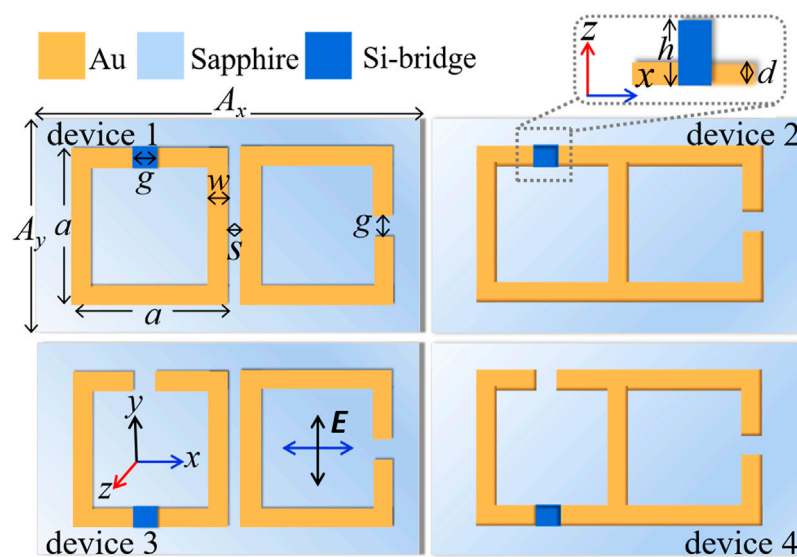 Au Sapphire Si-bridge
z
h
x
d
A_x
device 1
device 2
g
w
a
A_y
g
s
a
y
x
z
E
device 3
device 4